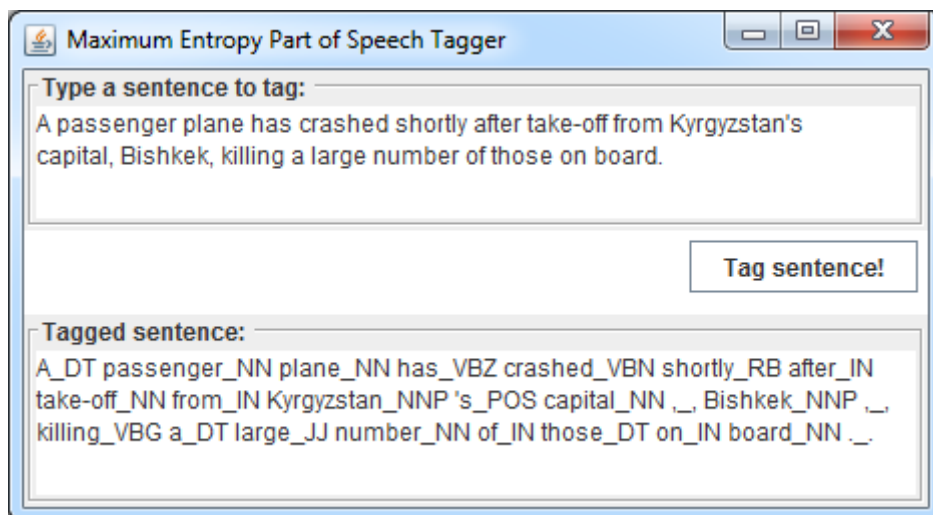 Maximum Entropy Part of Speech Tagger
Type a sentence to tag:
A passenger plane has crashed shortly after take-off from Kyrgyzstan's
capital, Bishkek, killing a large number of those on board.
Tag sentence!
Tagged sentence:
A_DT passenger_NN plane_NN has_VBZ crashed_VBN shortly_RB after_IN
take-off_NN from_IN Kyrgyzstan_NNP 's_POS capital_NN ,_, Bishkek_NNP ,_,
killing_VBG a_DT large_JJ number_NN of_IN those_DT on_IN board_NN ._.